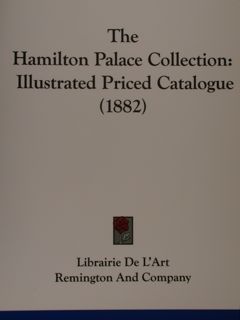 The
Hamilton Palace Collection:
Illustrated Priced Catalogue
(1882)
Librairie De L'Art
Remington And Company